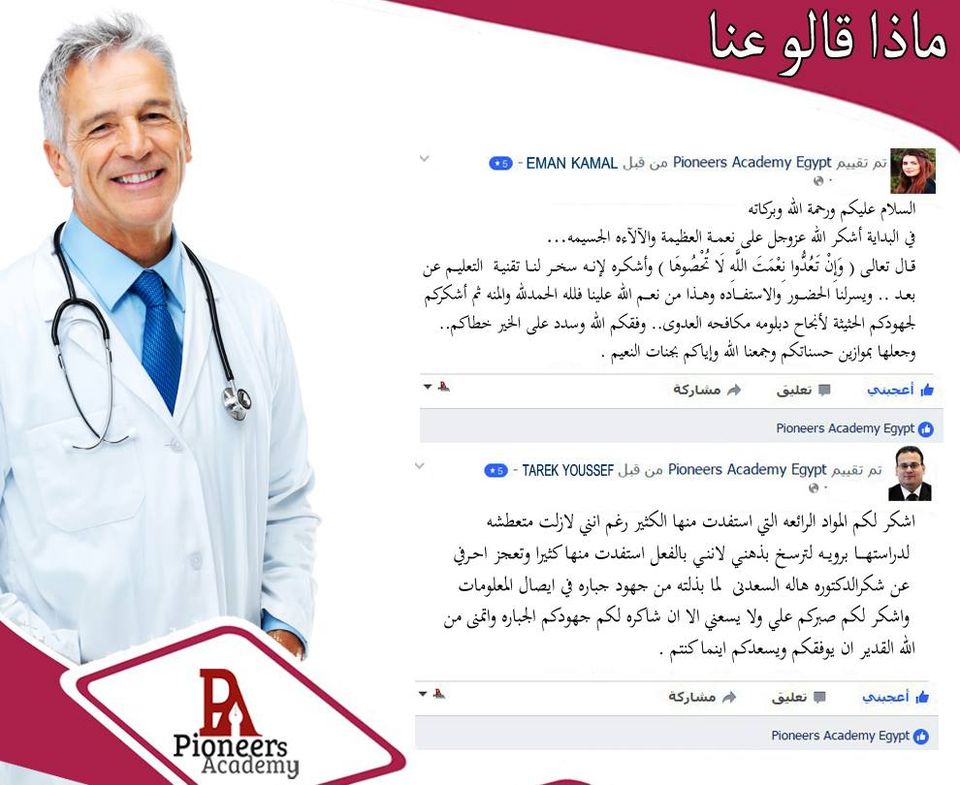 ماذا قالو عنا
تم تقييم Pioneers Academy Egypt من قبل EMAN KAMAL - 5★
السلام عليكم ورحمة الله وبركاته
في البداية أشكر الله عزوجل على نعمة العظيمة والآلآءه الجسيمه...
قال تعالى ( وَإِنْ تَعُدُّوا نِعْمَتَ اللَّهِ لَا تُحْصُوهَا ) وأشكره لإنه سخر لنا تقنية التعليم عن
بعد .. ويسرلنا الحضور والاستفاده وهذا من نعم الله علينا فلله الحمدلله والمنه ثم أشكركم
لجهودكم الحثيثة لأنجاح دبلومه مكافحه العدوى.. وفقكم الله وسدد على الخير خطاكم..
وجعلها بموازين حسناتكم وجمعنا الله وإياكم بجنات النعيم .
أعجبني تعليق مشاركة
Pioneers Academy Egypt
تم تقييم Pioneers Academy Egypt من قبل TAREK YOUSSEF - 5★
اشكر لكم المواد الرائعه التي استفدت منها الكثير رغم انني لازلت متعطشه
لدراستها برويه لترسخ بذهني لانني بالفعل استفدت منها كثيرا وتعجز احرفي
عن شكرالدكتوره هاله السعدنى لما بذلته من جهود جباره في ايصال المعلومات
واشكر لكم صبركم علي ولا يسعني الا ان شاكره لكم جهودكم الجباره واتمنى من
الله القدير ان يوفقكم ويسعدكم اينما كنتم .
أعجبني تعليق مشاركة
Pioneers Academy Egypt
PA
Pioneers
Academy